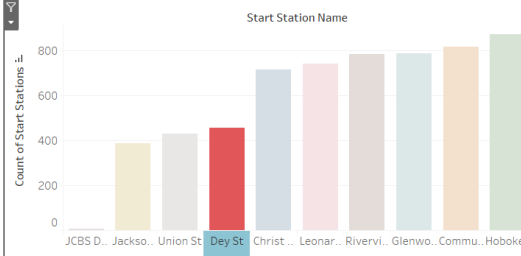 Start Station Name
Count of Start Stations
800
600
400
200
0
JCBS D.. Jackso.. Union St Dey St Christ .. Leonar.. Rivervi.. Glenwo.. Commu.. Hoboke